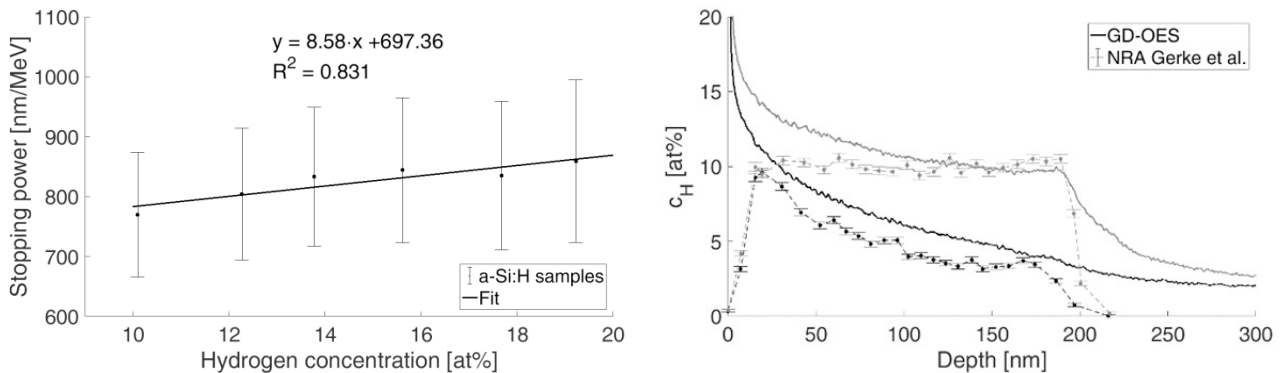 1100
1000
900
800
700
600
Stopping power [nm/MeV]
y = 8.58·x +697.36
R² = 0.831
a-Si:H samples
Fit
10
12
14
16
18
20
Hydrogen concentration [at%]
20
15
10
5
0
c_H [at%]
GD-OES
NRA Gerke et al.
0
50
100
150
200
250
300
Depth [nm]